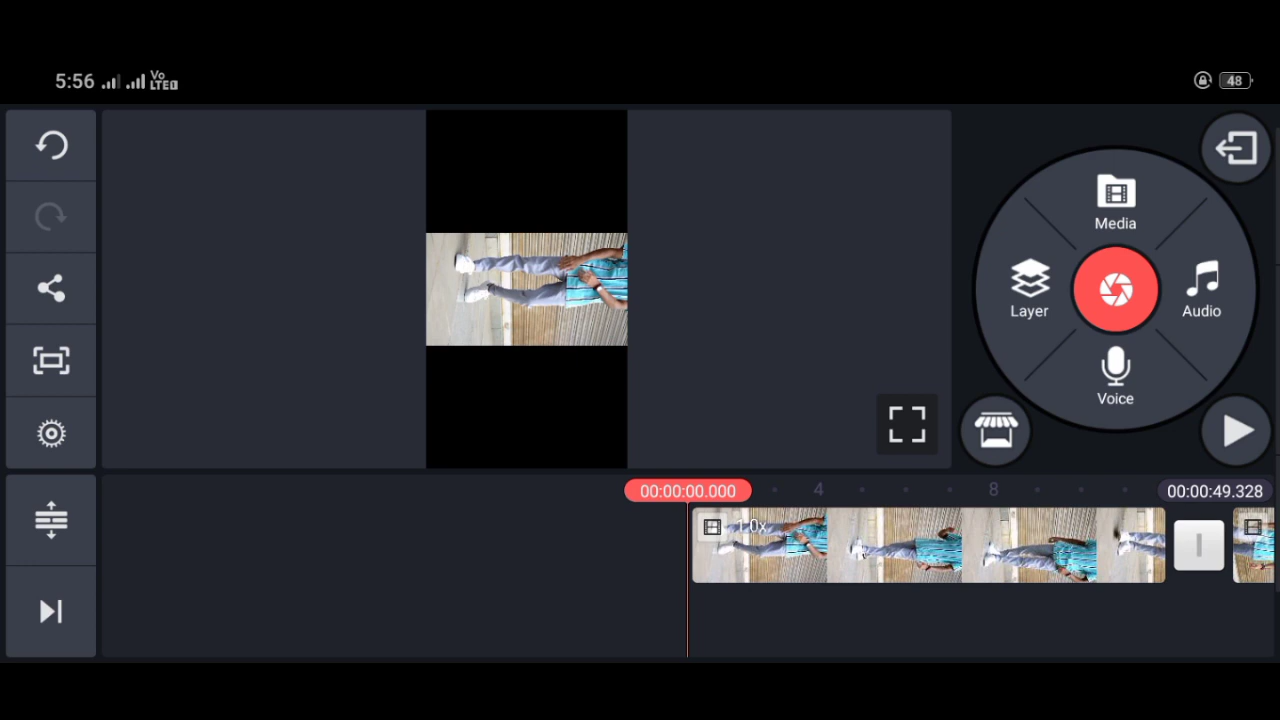 5:56 Vo LTE
48
Media
Layer
Audio
Voice
00:00:00.000
4
8
00:00:49.328
1.0x